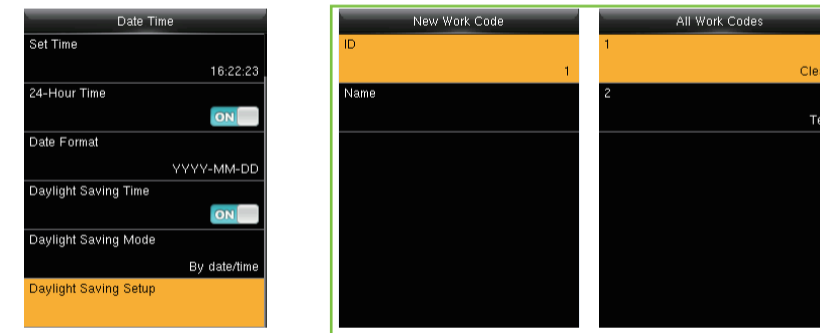 Date Time
Set Time
16:22:23
24-Hour Time
ON
Date Format
YYYY-MM-DD
Daylight Saving Time
ON
Daylight Saving Mode
By date/time
Daylight Saving Setup
New Work Code
ID
1
Name
All Work Codes
1
2